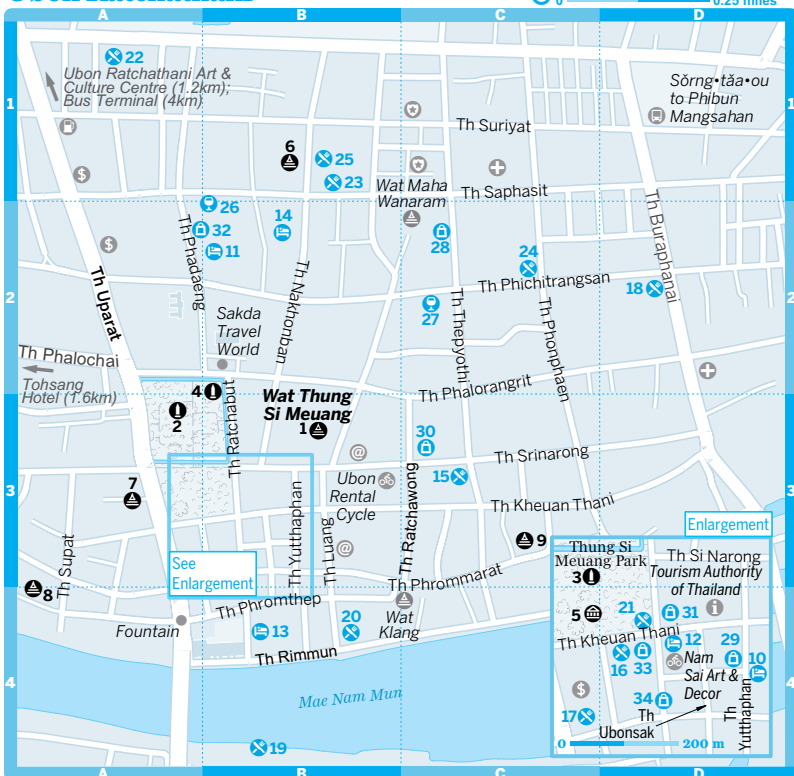 0
0.25 miles
A
B
C
D
22
Ubon Ratchathani Art &
Culture Centre (1.2km);
Bus Terminal (4km)
1
Sŏrng•tăa•ou
to Phibun
Mangsahan
1
Th Suriyat
6
25
23
Wat Maha
Wanaram
Th Saphasit
$
26
32
11
14
28
24
$
Th Phadaeng
Th Nakhonban
Th Buraphanai
2
Th Uparat
Th Phichitrangsan
18
2
27
Th Thepyothi
Th Phonphaen
Sakda
Travel
World
Th Phalochai
Tohsang
Hotel (1.6km)
4
2
Th Ratchabut
Wat Thung
Si Meuang
1
Th Phalorangrit
30
@
Th Srinarong
15
Ubon
Rental
Cycle
3
7
Th Kheuan Thani
3
Th Yutthaphan
Th Luang
Th Ratchawong
@
9
Th Supat
See
Enlargement
Th Phrommarat
8
Th Phromthep
Wat
Klang
Fountain
13
20
Th Rimmun
4
Mae Nam Mun
19
Enlargement
Thung Si
Meuang Park
Th Si Narong
3
Tourism Authority
of Thailand
5
21
31
Th Kheuan Thani
12
29
16
33
Nam
Sai Art &
Decor
10
4
$
34
17
Th
Ubonsak
Th
Yutthaphan
0
200 m
A
B
C
D